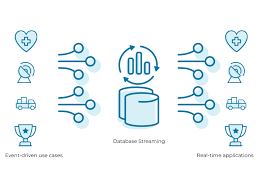 Database Streaming
Event-driven use cases
Real-time applications